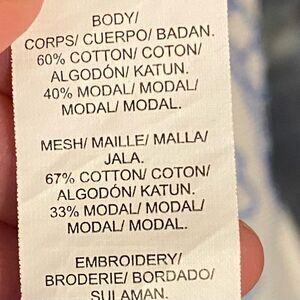 BODY/
CORPS/ CUERPO/ BADAN.
60% COTTON/ COTON/
ALGODÓN/ KATUN.
40% MODAL/ MODAL/
MODAL/ MODAL.
MESH/ MAILLE/ MALLA/
JALA.
67% COTTON/ COTON/
ALGODÓN/ KATUN.
33% MODAL/ MODAL/
MODAL/ MODAL.
EMBROIDERY/
BRODERIE/ BORDADO/
SULAMAN.